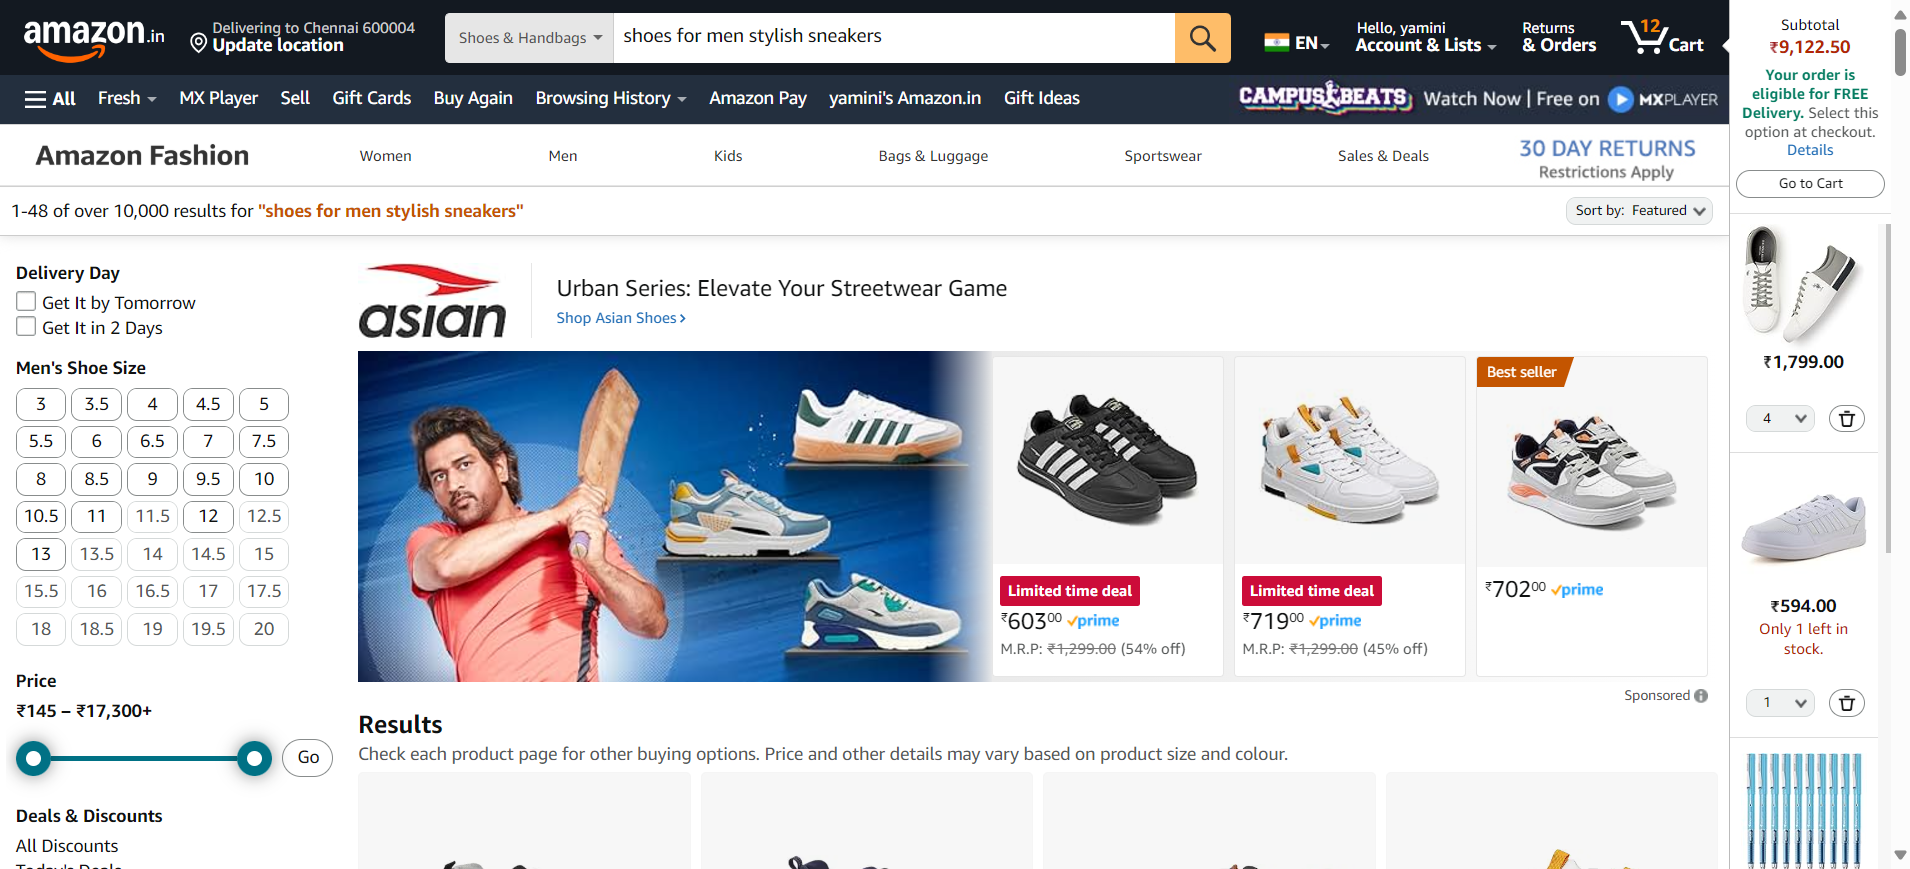 amazon.in
Delivering to Chennai 600004
Update location
Shoes & Handbags
shoes for men stylish sneakers
EN
Hello, yamini
Account & Lists
Returns
& Orders
12
Cart
All
Fresh
MX Player
Sell
Gift Cards
Buy Again
Browsing History
Amazon Pay
yamini's Amazon.in
Gift Ideas
CAMPUS BEATS
Watch Now | Free on
MXPLAYER
Amazon Fashion
Women
Men
Kids
Bags & Luggage
Sportswear
Sales & Deals
30 DAY RETURNS
Restrictions Apply
1-48 of over 10,000 results for "shoes for men stylish sneakers"
Sort by: Featured
Delivery Day
Get It by Tomorrow
Get It in 2 Days
Men's Shoe Size
3 3.5 4 4.5 5
5.5 6 6.5 7 7.5
8 8.5 9 9.5 10
10.5 11 11.5 12 12.5
13 13.5 14 14.5 15
15.5 16 16.5 17 17.5
18 18.5 19 19.5 20
Price
₹145 – ₹17,300+
Go
Deals & Discounts
All Discounts
Today's Deals
asian
Urban Series: Elevate Your Streetwear Game
Shop Asian Shoes ›
Limited time deal
₹603 00 prime
M.R.P: ₹1,299.00 (54% off)
Limited time deal
₹719 00 prime
M.R.P: ₹1,299.00 (45% off)
Best seller
₹702 00 prime
Sponsored
Results
Check each product page for other buying options. Price and other details may vary based on product size and colour.
Subtotal
₹9,122.50
Your order is
eligible for FREE
Delivery. Select this
option at checkout.
Details
Go to Cart
₹1,799.00
4
₹594.00
Only 1 left in
stock.
1